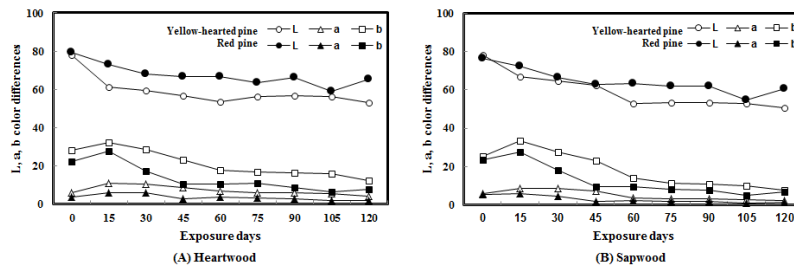 Yellow-hearted pine L a b
Red pine L a b
100
80
60
40
20
0
L, a, b color differences
0 15 30 45 60 75 90 105 120
Exposure days
(A) Heartwood
Yellow-hearted pine L a b
Red pine L a b
100
80
60
40
20
0
L, a, b color differences
0 15 30 45 60 75 90 105 120
Exposure days
(B) Sapwood